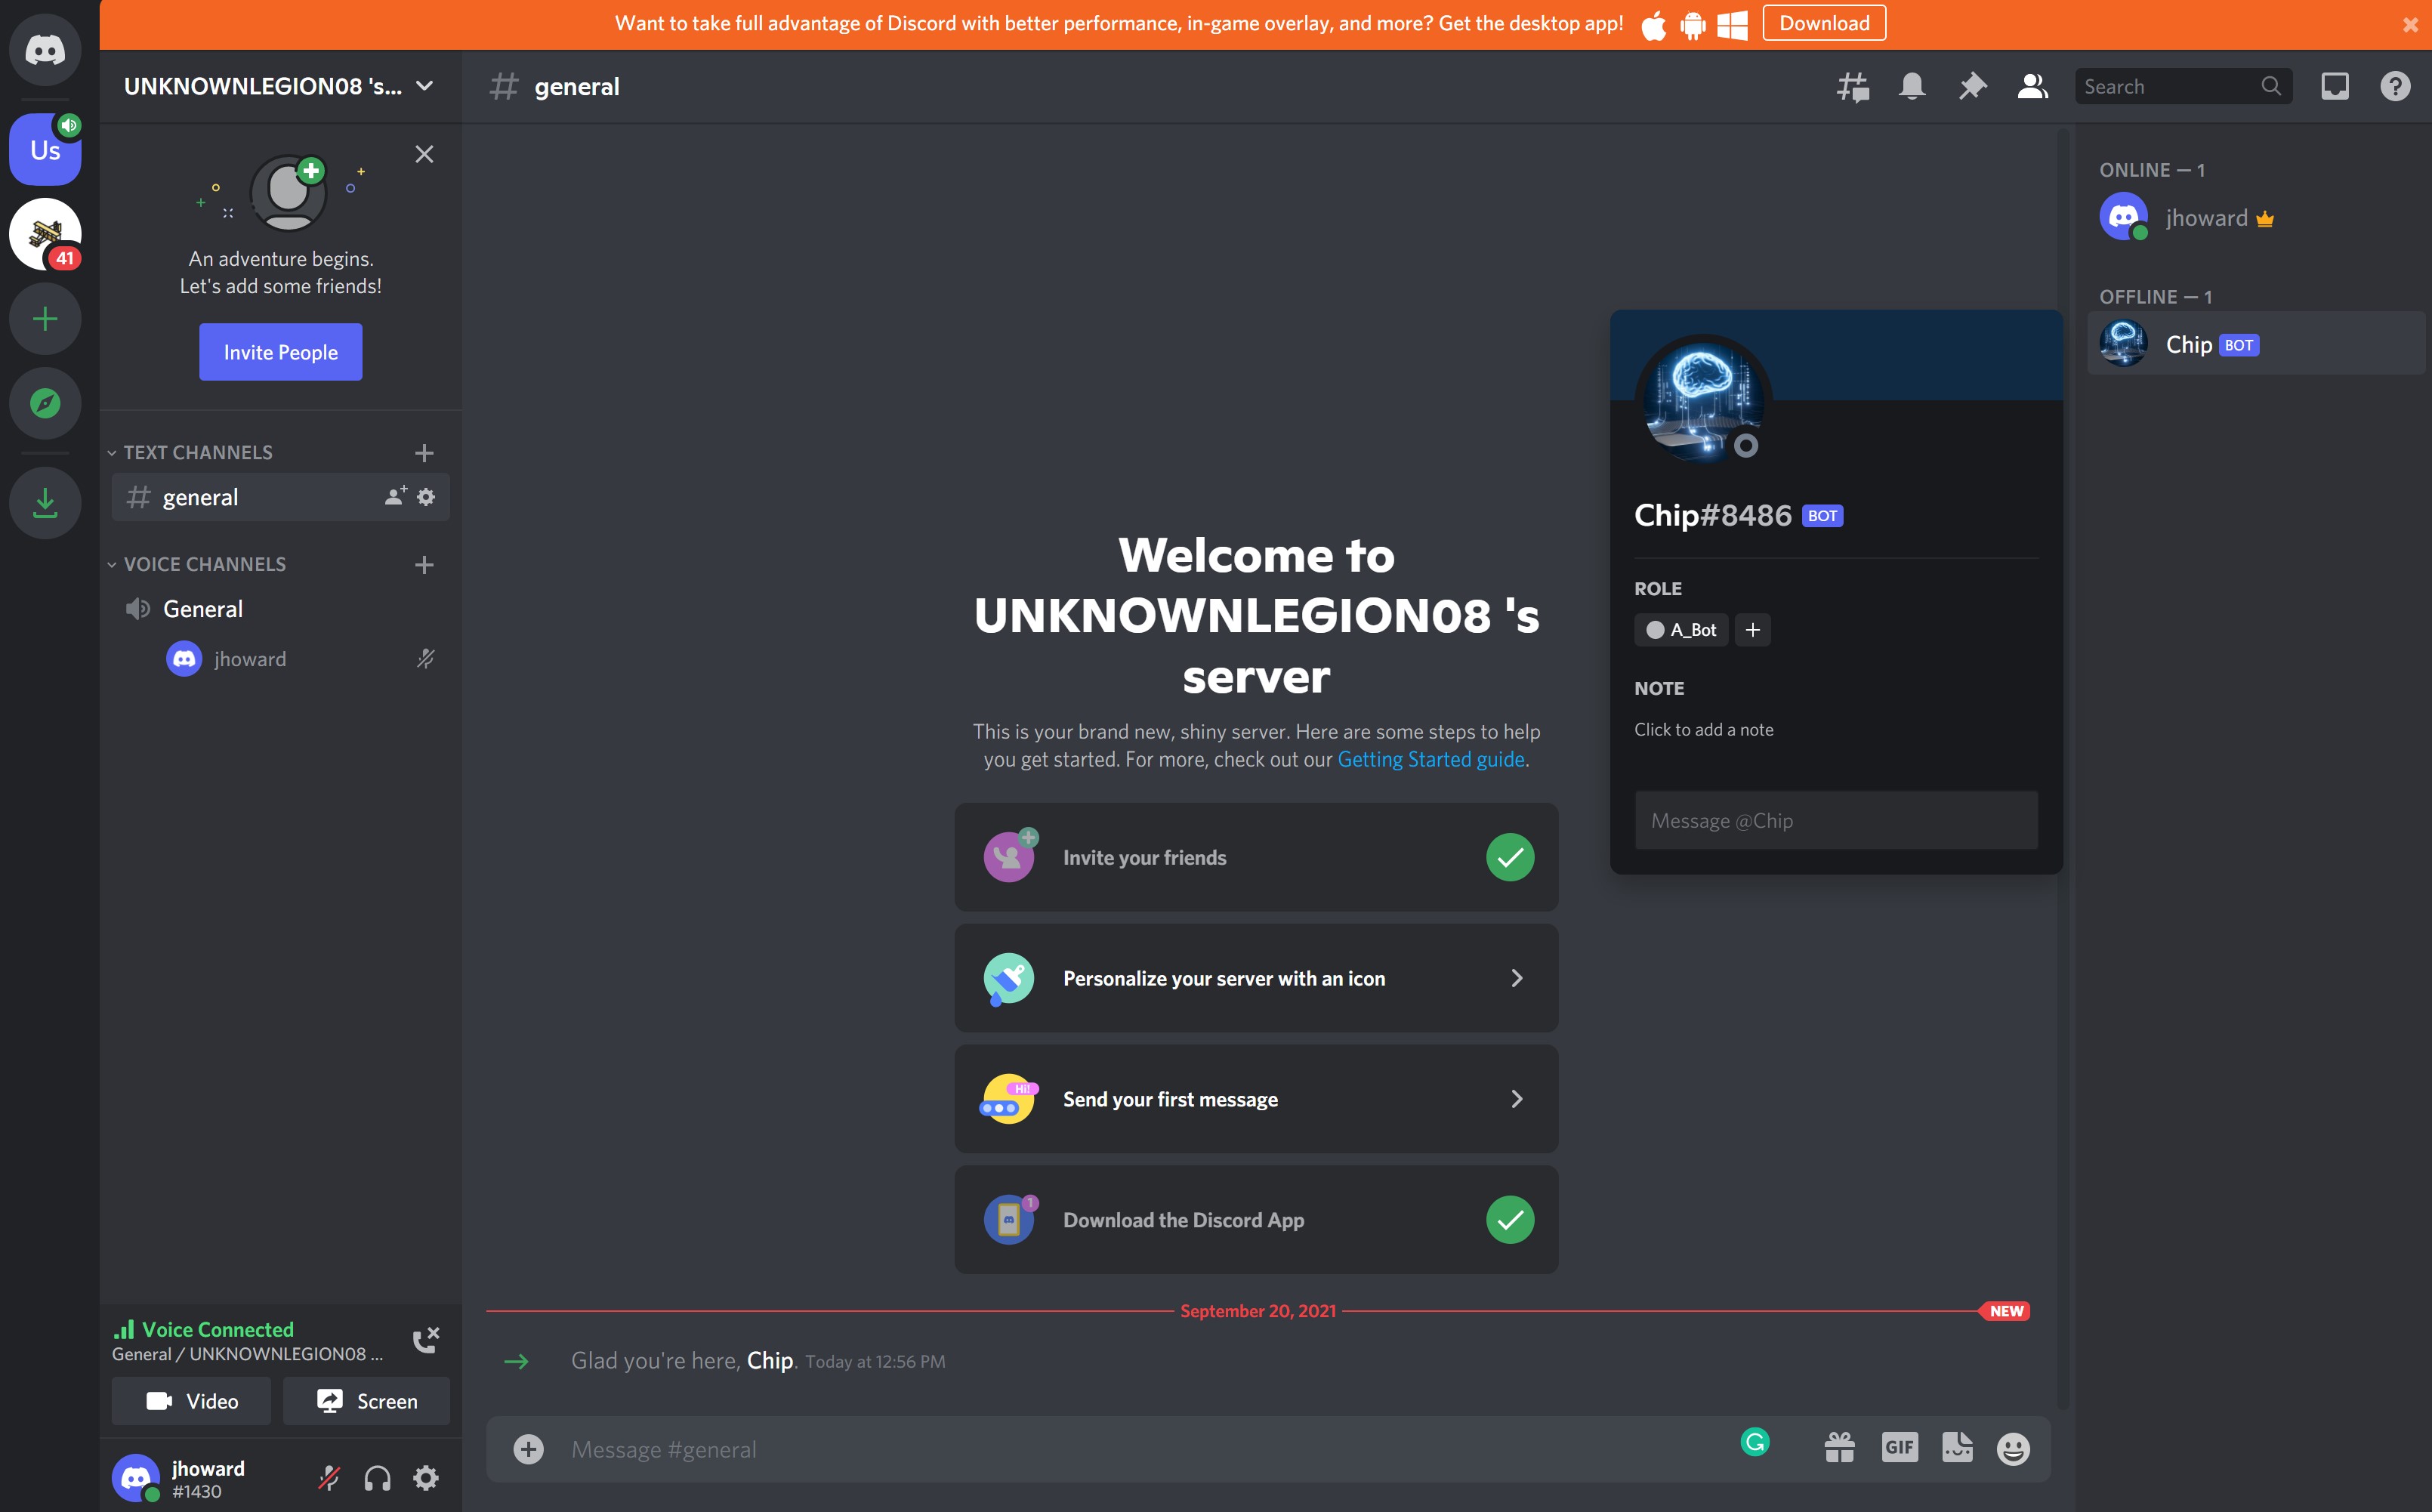 Want to take full advantage of Discord with better performance, in-game overlay, and more? Get the desktop app!
Download
Us
41
UNKNOWNLEGION08 's...
An adventure begins.
Let's add some friends!
Invite People
TEXT CHANNELS
general
VOICE CHANNELS
General
jhoward
Voice Connected
General / UNKNOWNLEGION08 ...
Video
Screen
jhoward
#1430
general
Search
Welcome to
UNKNOWNLEGION08 's
server
This is your brand new, shiny server. Here are some steps to help
you get started. For more, check out our Getting Started guide.
Invite your friends
Personalize your server with an icon
Hi!
Send your first message
1
Download the Discord App
September 20, 2021
NEW
Glad you're here, Chip. Today at 12:56 PM
Message #general
GIF
Chip#8486 BOT
ROLE
A_Bot
NOTE
Click to add a note
Message @Chip
ONLINE — 1
jhoward
OFFLINE — 1
Chip BOT